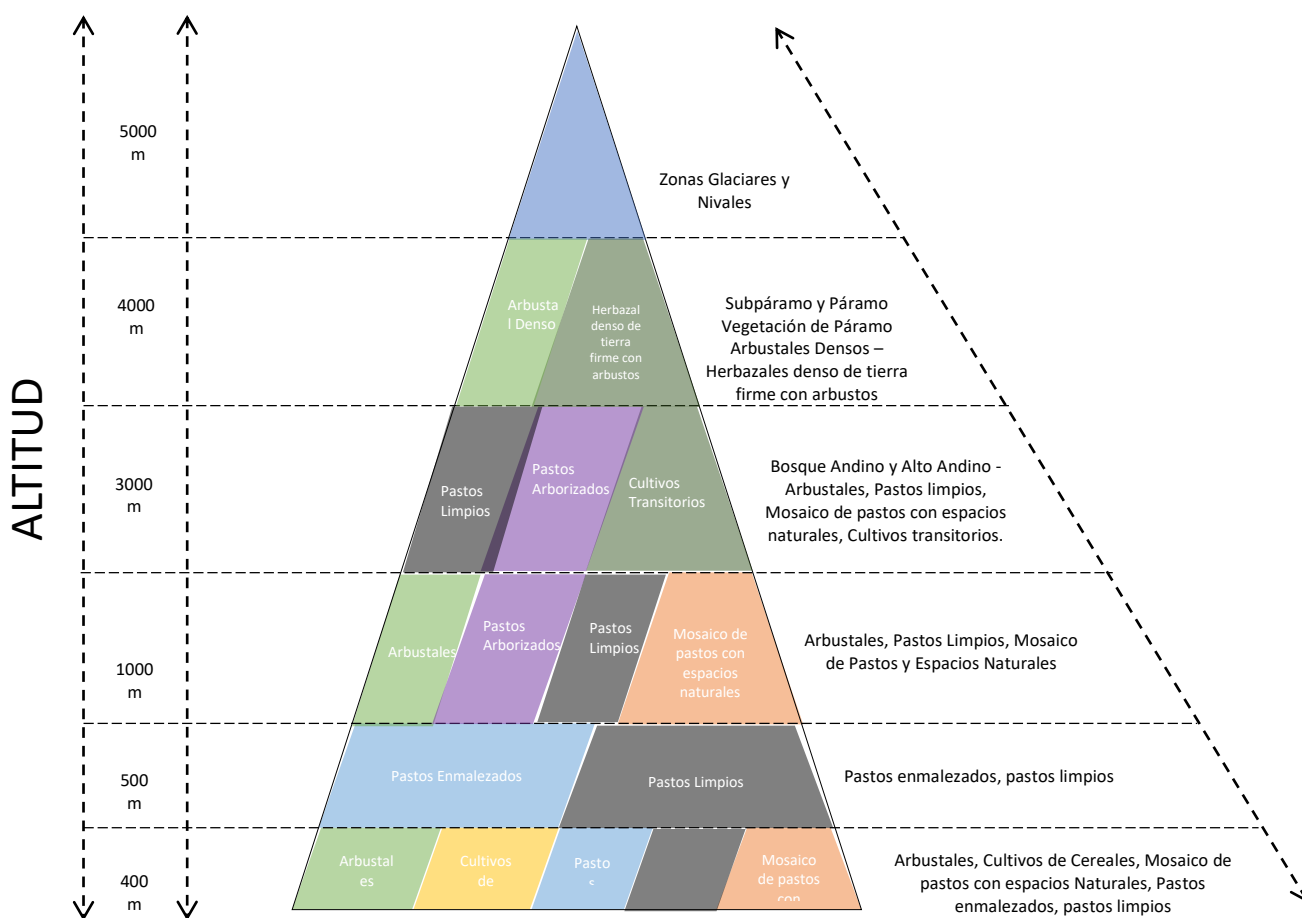 ALTITUD
5000
m
Zonas Glaciares y
Nivales
4000
m
Arbusta
l Denso
Herbazal
denso de
tierra
firme con
arbustos
Subpáramo y Páramo
Vegetación de Páramo
Arbustales Densos –
Herbazales denso de tierra
firme con arbustos
3000
m
Pastos
Limpios
Pastos
Arborizados
Cultivos
Transitorios
Bosque Andino y Alto Andino -
Arbustales, Pastos limpios,
Mosaico de pastos con espacios
naturales, Cultivos transitorios.
1000
m
Arbustales
Pastos
Arborizados
Pastos
Limpios
Mosaico de
pastos con
espacios
naturales
Arbustales, Pastos Limpios, Mosaico
de Pastos y Espacios Naturales
500
m
Pastos Enmalezados
Pastos Limpios
Pastos enmalezados, pastos limpios
400
m
Arbustal
es
Cultivos
de
Pasto
Mosaico
de pastos
con
Arbustales, Cultivos de Cereales, Mosaico de
pastos con espacios Naturales, Pastos
enmalezados, pastos limpios